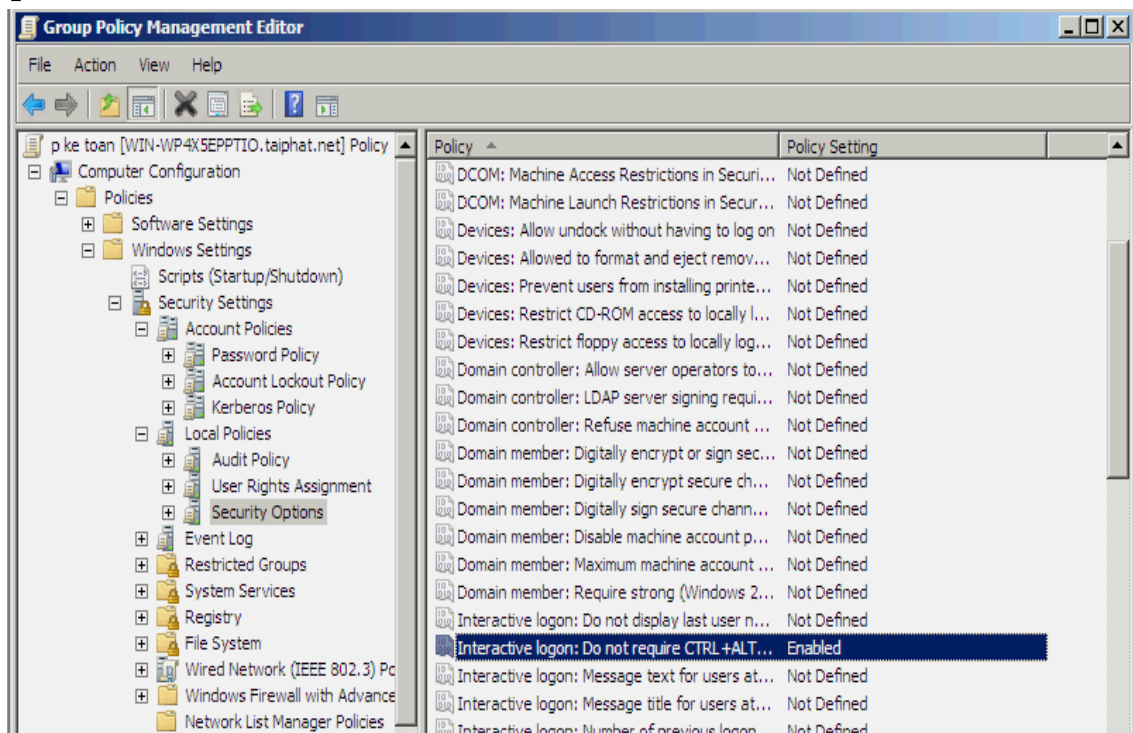 Group Policy Management Editor
File Action View Help
p ke toan [WIN-WP4X5EPPTIO.taiphat.net] Policy
Computer Configuration
Policies
Software Settings
Windows Settings
Scripts (Startup/Shutdown)
Security Settings
Account Policies
Password Policy
Account Lockout Policy
Kerberos Policy
Local Policies
Audit Policy
User Rights Assignment
Security Options
Event Log
Restricted Groups
System Services
Registry
File System
Wired Network (IEEE 802.3) Po
Windows Firewall with Advance
Network List Manager Policies
Policy Policy Setting
DCOM: Machine Access Restrictions in Securi... Not Defined
DCOM: Machine Launch Restrictions in Secur... Not Defined
Devices: Allow undock without having to log on Not Defined
Devices: Allowed to format and eject remov... Not Defined
Devices: Prevent users from installing printe... Not Defined
Devices: Restrict CD-ROM access to locally l... Not Defined
Devices: Restrict floppy access to locally log... Not Defined
Domain controller: Allow server operators to... Not Defined
Domain controller: LDAP server signing requi... Not Defined
Domain controller: Refuse machine account ... Not Defined
Domain member: Digitally encrypt or sign sec... Not Defined
Domain member: Digitally encrypt secure ch... Not Defined
Domain member: Digitally sign secure chann... Not Defined
Domain member: Disable machine account p... Not Defined
Domain member: Maximum machine account ... Not Defined
Domain member: Require strong (Windows 2... Not Defined
Interactive logon: Do not display last user n... Not Defined
Interactive logon: Do not require CTRL+ALT... Enabled
Interactive logon: Message text for users at... Not Defined
Interactive logon: Message title for users at... Not Defined
Interactive logon: Number of previous logon... Not Defined